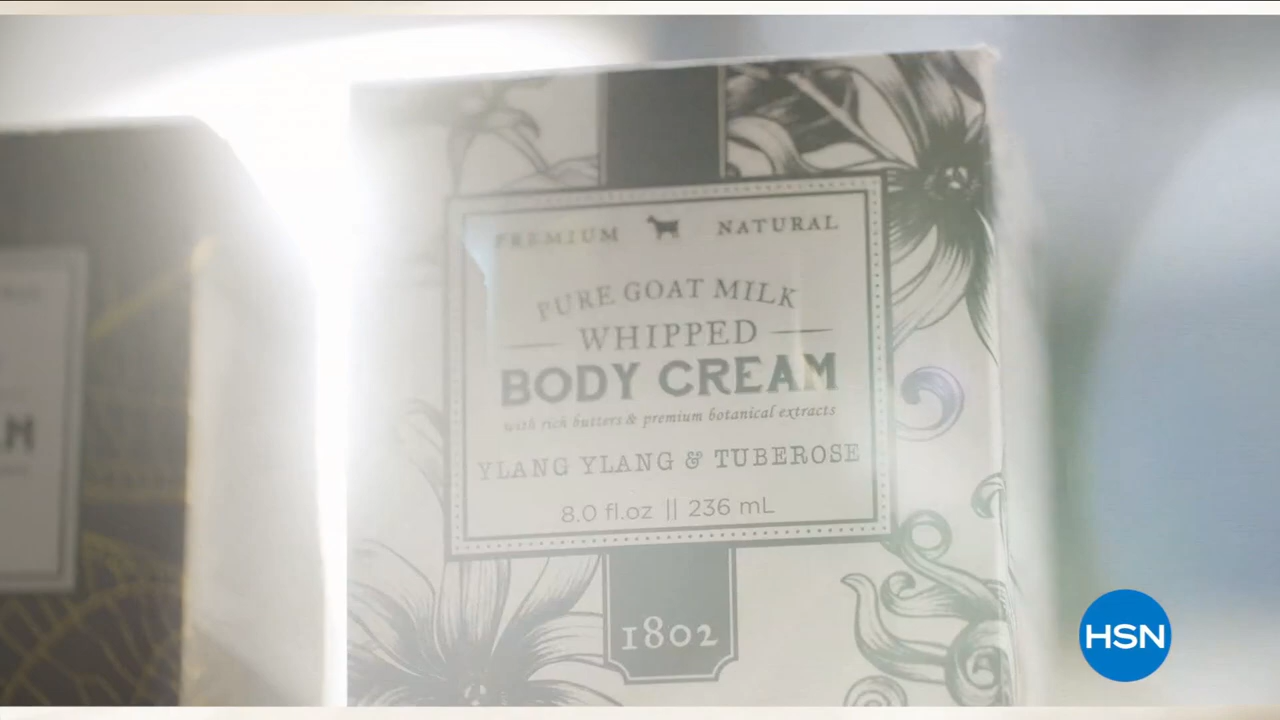 PREMIUM NATURAL
PURE GOAT MILK
WHIPPED
BODY CREAM
with rich butters & premium botanical extracts
YLANG YLANG & TUBEROSE
8.0 fl.oz || 236 mL
1802
HSN